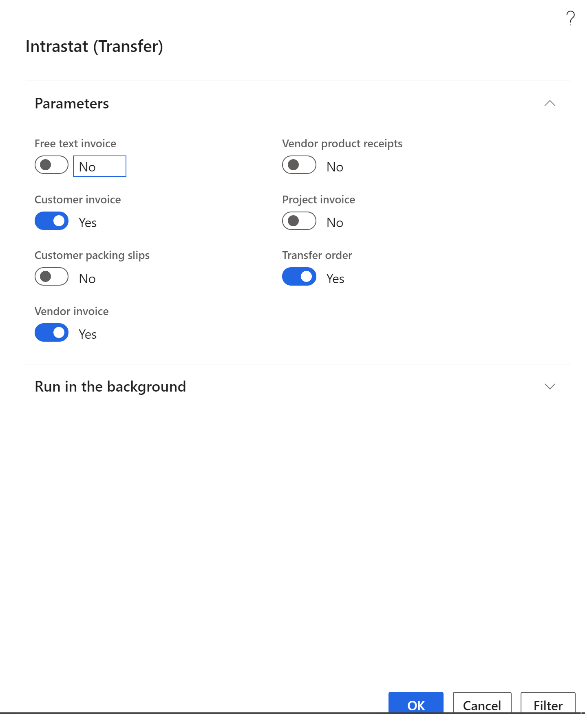 ?
Intrastat (Transfer)
Parameters
Free text invoice
No
Vendor product receipts
No
Customer invoice
Yes
Project invoice
No
Customer packing slips
No
Transfer order
Yes
Vendor invoice
Yes
Run in the background
OK
Cancel
Filter